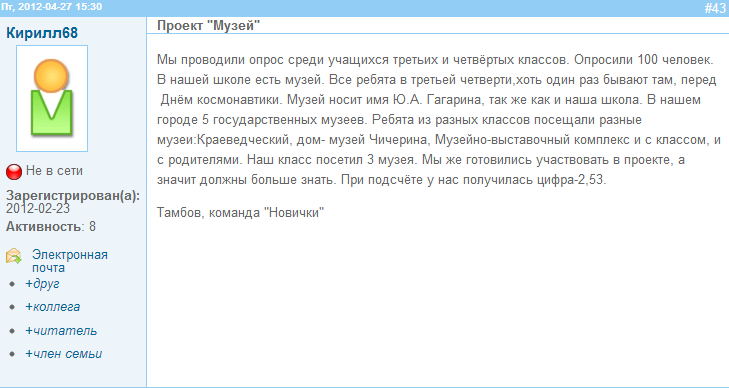 Пт, 2012-04-27 15:30
#43
Кирилл68
Не в сети
Зарегистрирован(а):
2012-02-23
Активность: 8
Электронная
почта
+друг
+коллега
+читатель
+член семьи
Проект "Музей"
Мы проводили опрос среди учащихся третьих и четвёртых классов. Опросили 100 человек.
В нашей школе есть музей. Все ребята в третьей четверти,хоть один раз бывают там, перед
Днём космонавтики. Музей носит имя Ю.А. Гагарина, так же как и наша школа. В нашем
городе 5 государственных музеев. Ребята из разных классов посещали разные
музеи:Краеведческий, дом- музей Чичерина, Музейно-выставочный комплекс и с классом, и
с родителями. Наш класс посетил 3 музея. Мы же готовились участвовать в проекте, а
значит должны больше знать. При подсчёте у нас получилась цифра-2,53.
Тамбов, команда "Новички"